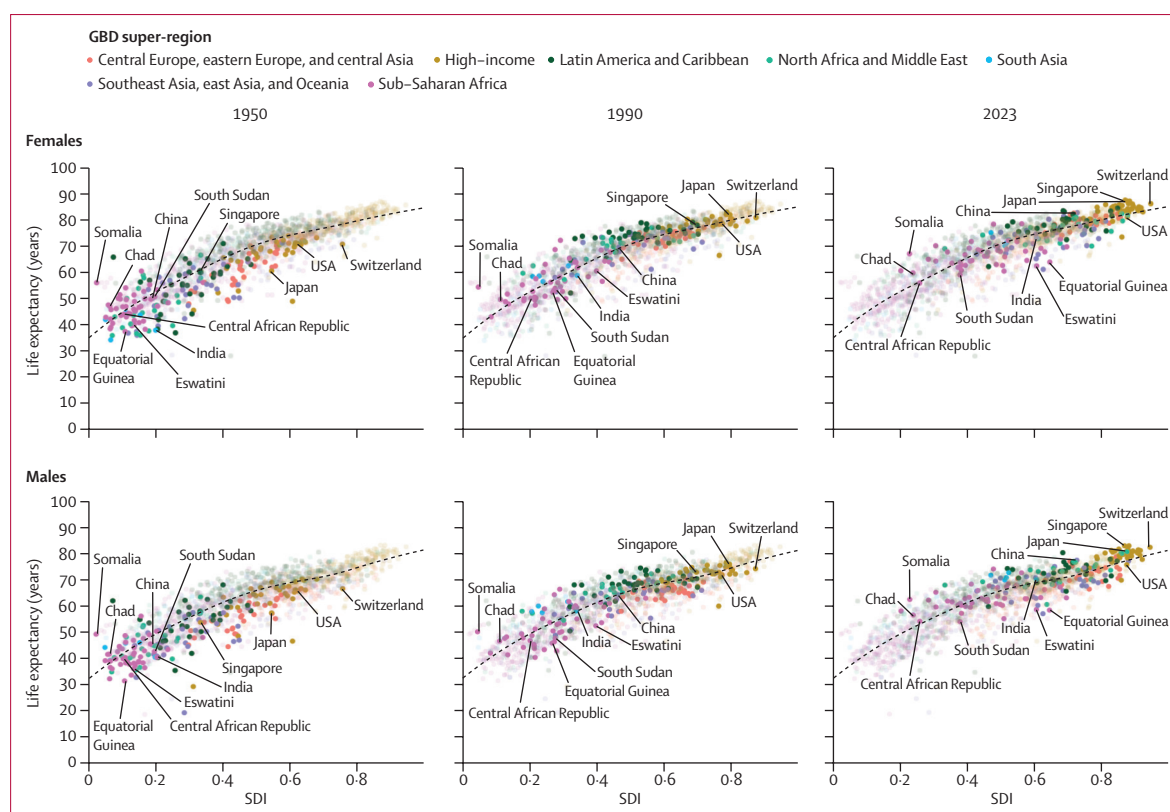 GBD super-region
Central Europe, eastern Europe, and central Asia High–income Latin America and Caribbean North Africa and Middle East South Asia
Southeast Asia, east Asia, and Oceania Sub–Saharan Africa
1950 1990 2023
Females
Life expectancy (years)
100
90
80
70
60
50
40
30
20
10
0
Somalia
Chad
China
South Sudan
Singapore
USA
Japan
Switzerland
Central African Republic
India
Equatorial
Guinea
Eswatini
Somalia
Chad
Singapore
Japan
Switzerland
USA
China
Eswatini
India
South Sudan
Central African
Republic
Equatorial
Guinea
Somalia
Chad
China
Japan
Singapore
Switzerland
USA
India
Equatorial Guinea
South Sudan
Eswatini
Central African Republic
Males
Life expectancy (years)
100
90
80
70
60
50
40
30
20
10
0
Somalia
Chad
China
South Sudan
USA
Switzerland
Japan
Singapore
India
Eswatini
Central African Republic
Equatorial
Guinea
Somalia
Chad
Singapore
Japan
Switzerland
USA
China
India
Eswatini
South Sudan
Equatorial Guinea
Central African Republic
Somalia
Chad
China
Japan
Singapore
Switzerland
USA
India
Equatorial Guinea
South Sudan
Eswatini
Central African Republic
0 0·2 0·4 0·6 0·8
SDI
0 0·2 0·4 0·6 0·8
SDI
0 0·2 0·4 0·6 0·8
SDI